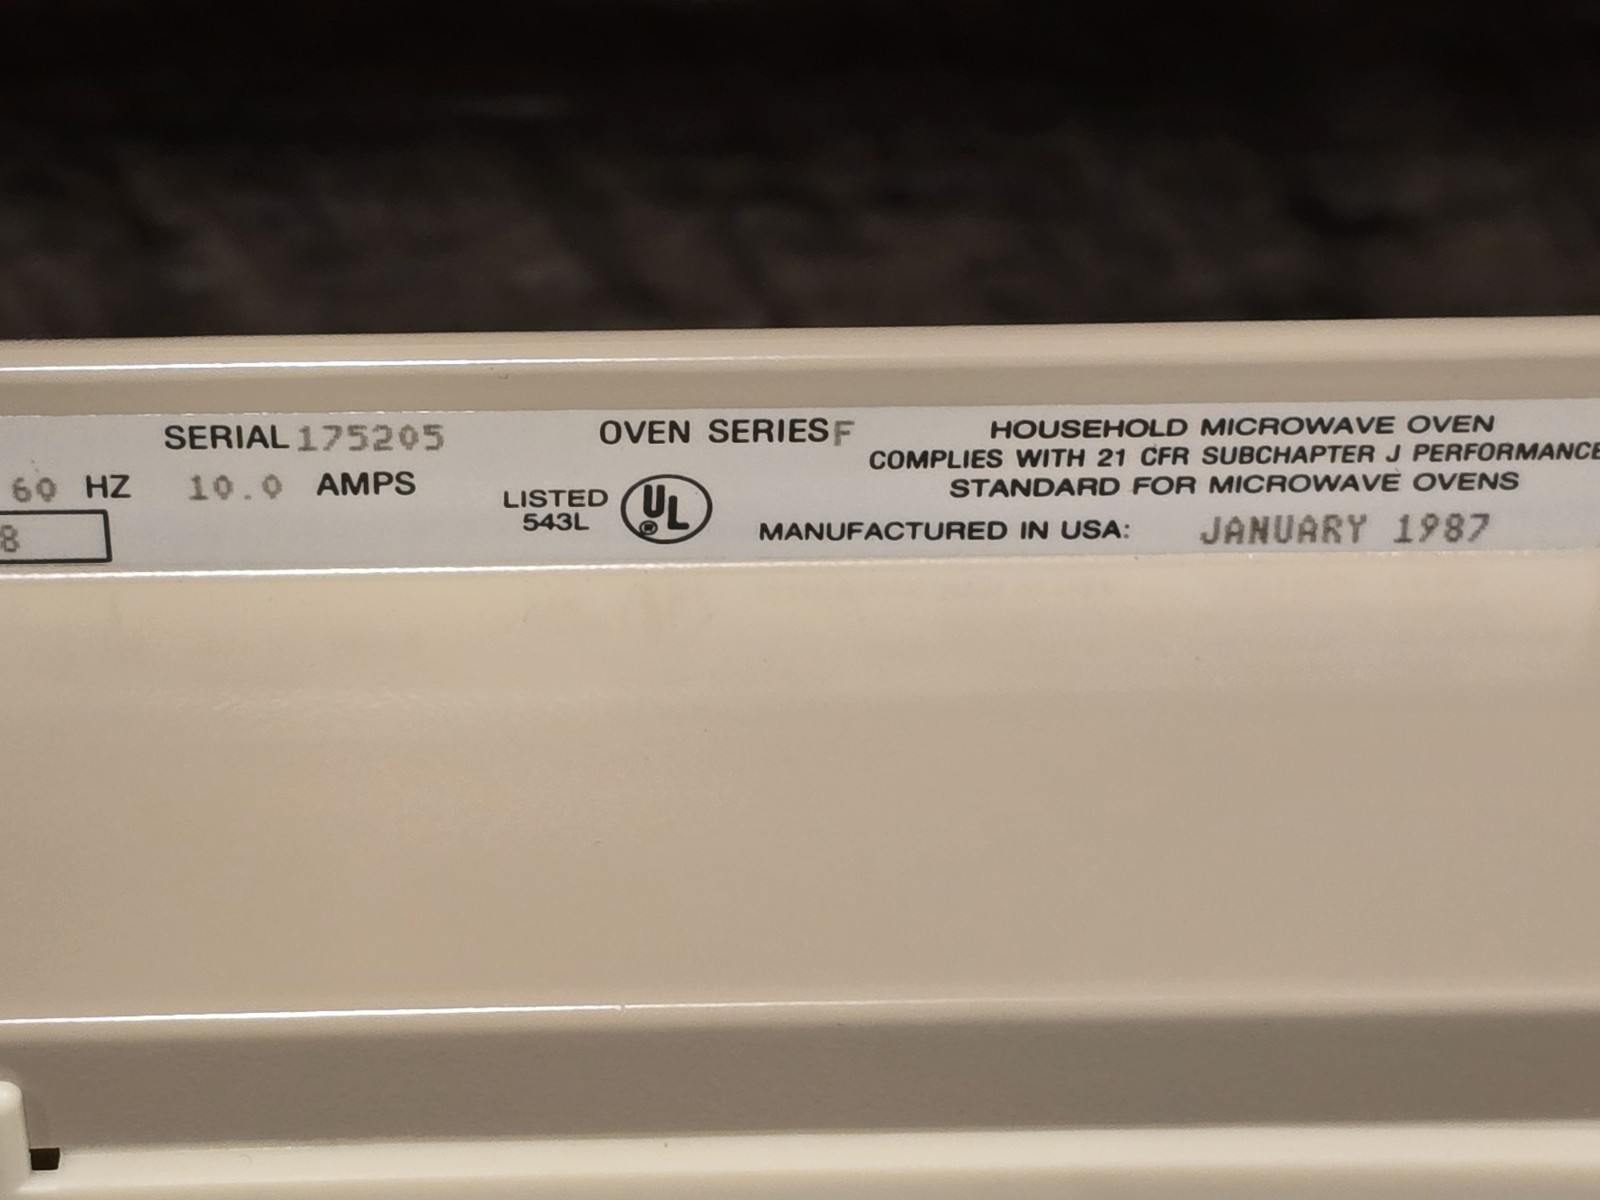 SERIAL 175205 OVEN SERIES F HOUSEHOLD MICROWAVE OVEN
COMPLIES WITH 21 CFR SUBCHAPTER J PERFORMANCE
60 HZ 10.0 AMPS STANDARD FOR MICROWAVE OVENS
LISTED
543L
UL
®
8
MANUFACTURED IN USA: JANUARY 1987